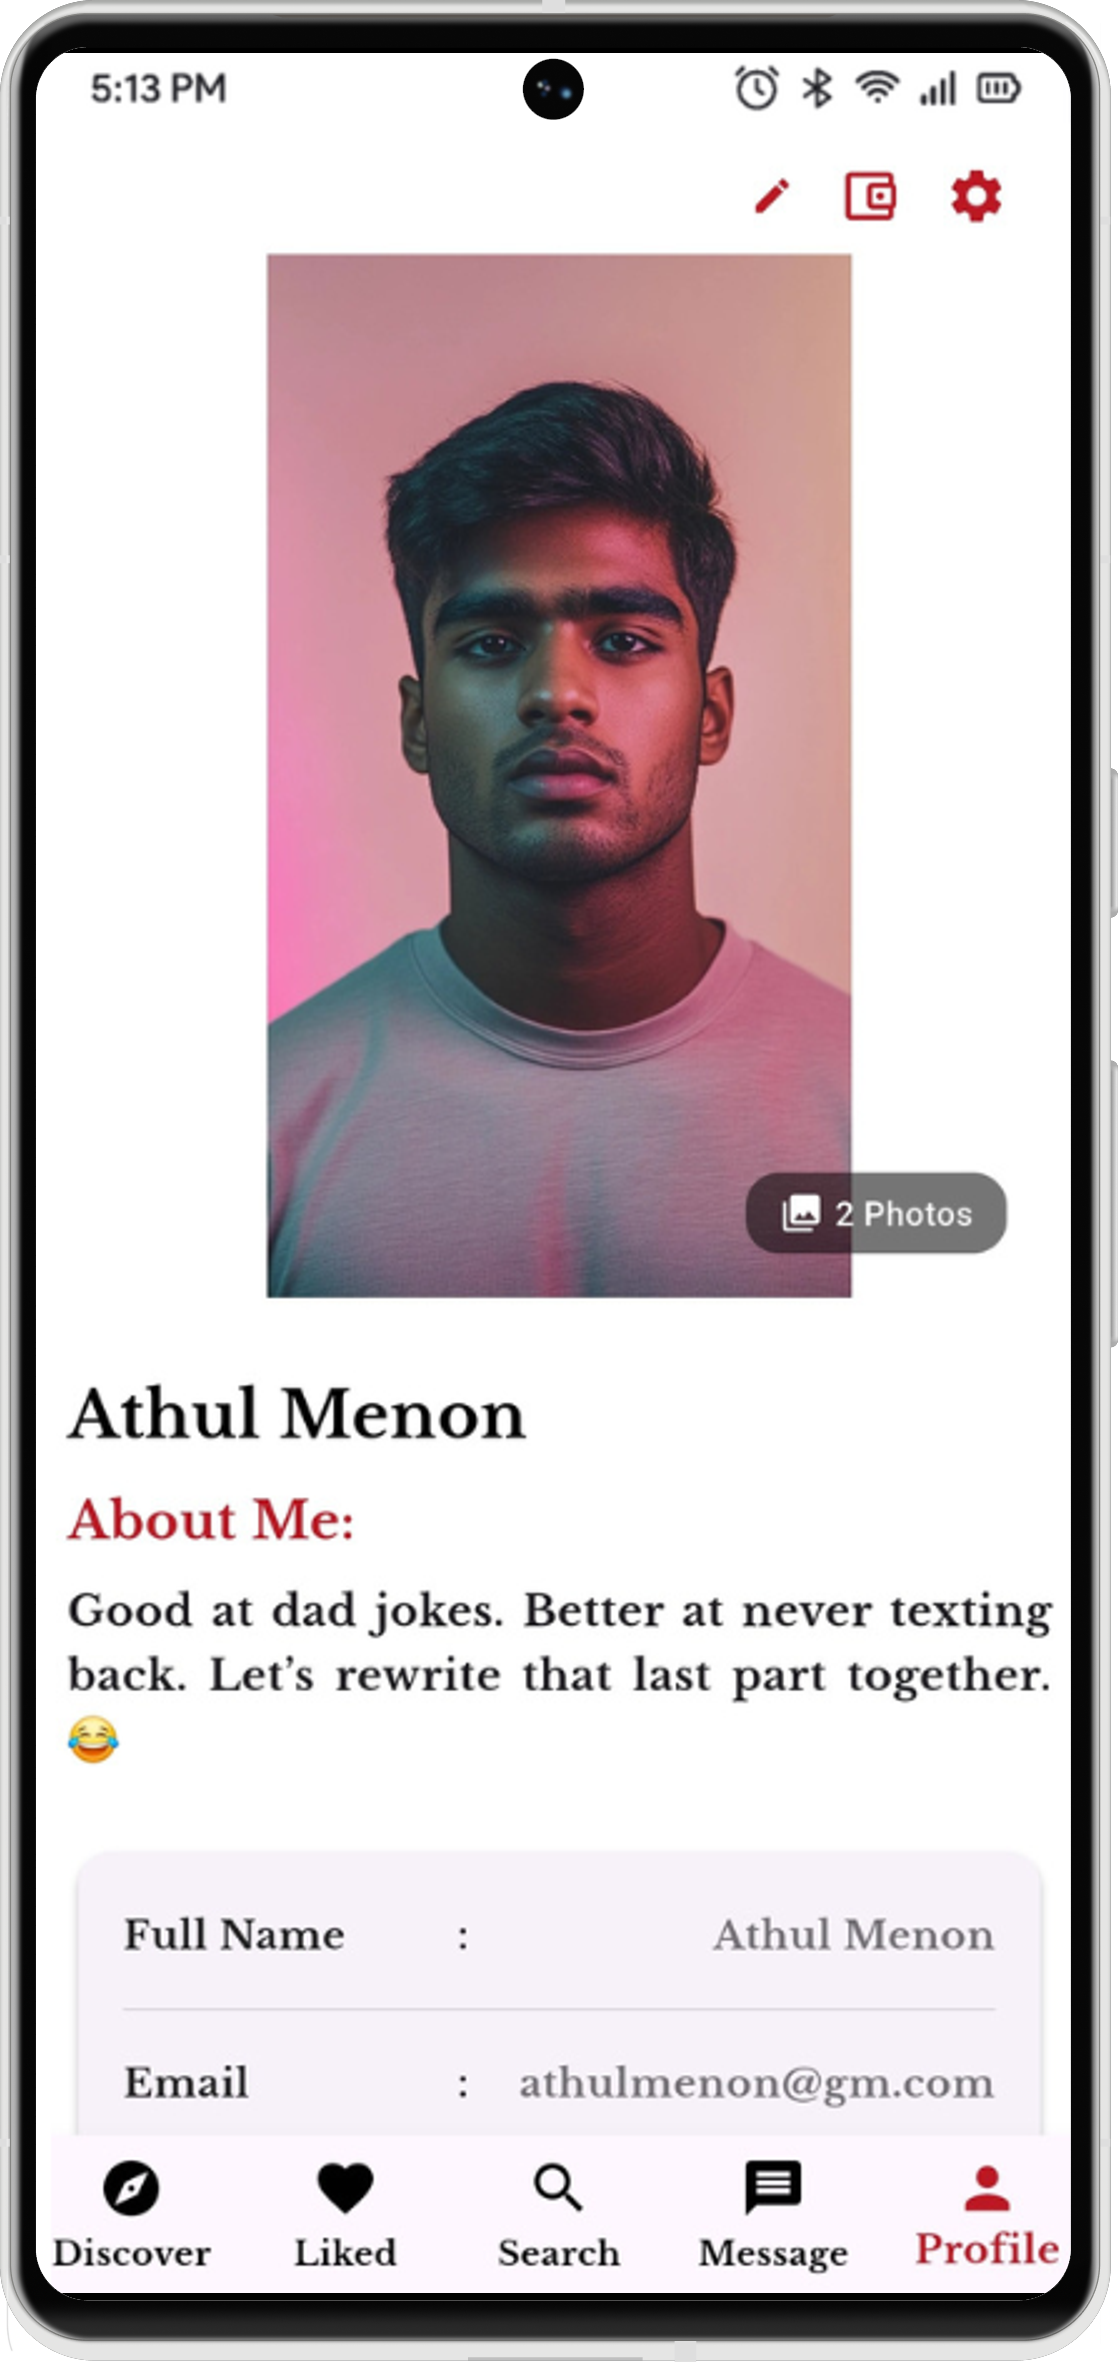 5:13 PM
2 Photos
Athul Menon
About Me:
Good at dad jokes. Better at never texting
back. Let’s rewrite that last part together.
😂
Full Name : Athul Menon
Email : athulmenon@gm.com
Discover Liked Search Message Profile